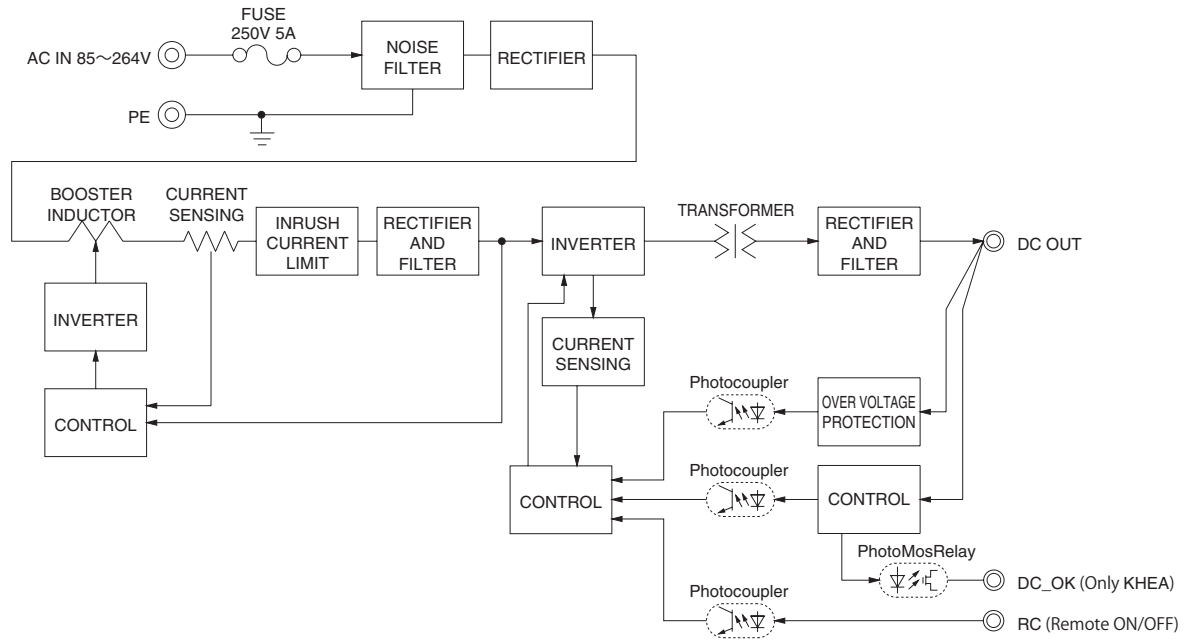 FUSE
250V 5A
AC IN 85～264V
NOISE
FILTER
RECTIFIER
PE
BOOSTER
INDUCTOR
CURRENT
SENSING
INRUSH
CURRENT
LIMIT
RECTIFIER
AND
FILTER
INVERTER
TRANSFORMER
RECTIFIER
AND
FILTER
DC OUT
INVERTER
CURRENT
SENSING
CONTROL
Photocoupler
OVER VOLTAGE
PROTECTION
CONTROL
Photocoupler
CONTROL
PhotoMosRelay
DC_OK (Only KHEA)
Photocoupler
RC (Remote ON/OFF)